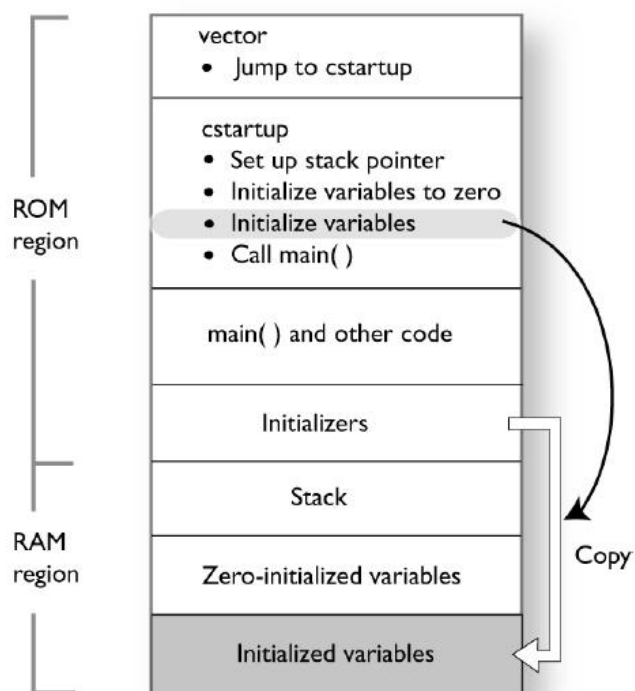 vector
• Jump to cstartup
cstartup
• Set up stack pointer
• Initialize variables to zero
• Initialize variables
• Call main( )
ROM
region
main( ) and other code
Initializers
Stack
RAM
region
Copy
Zero-initialized variables
Initialized variables